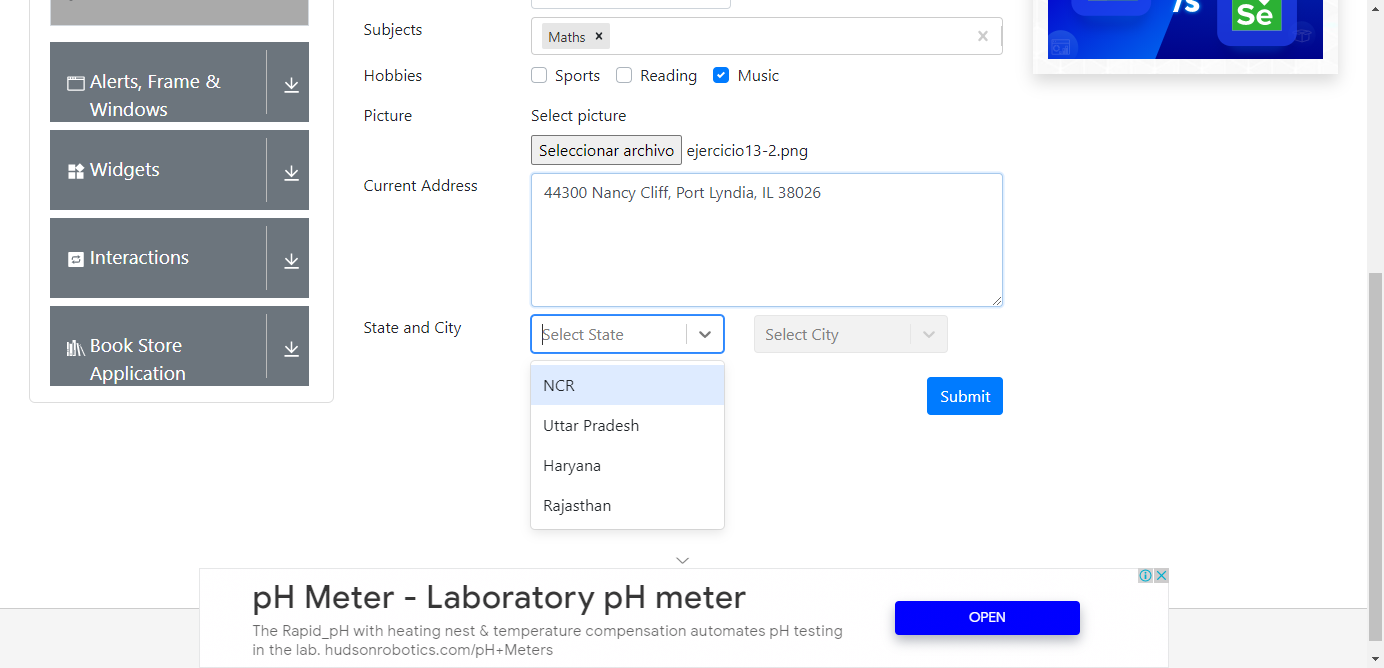 Subjects
Maths ×
Hobbies
Sports Reading Music
Picture
Select picture
Seleccionar archivo ejercicio13-2.png
Current Address
44300 Nancy Cliff, Port Lyndia, IL 38026
State and City
Select State
Select City
NCR
Uttar Pradesh
Haryana
Rajasthan
Submit
Alerts, Frame &
Windows
Widgets
Interactions
Book Store
Application
Se
pH Meter - Laboratory pH meter
The Rapid_pH with heating nest & temperature compensation automates pH testing
in the lab. hudsonrobotics.com/pH+Meters
OPEN